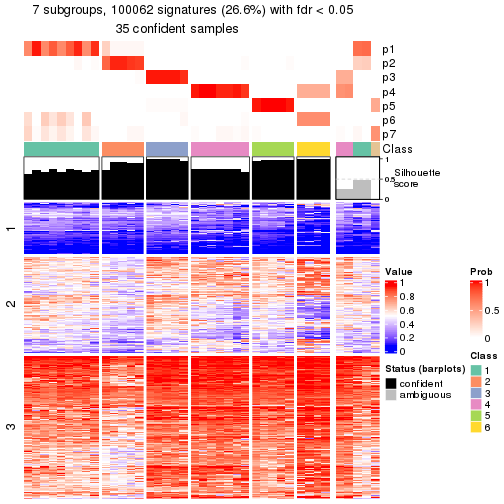 7 subgroups, 100062 signatures (26.6%) with fdr < 0.05
35 confident samples
p1
p2
p3
p4
p5
p6
p7
Class
1
0.5
0
Silhouette
score
1
2
3
Value
1
0.8
0.6
0.4
0.2
0
Status (barplots)
confident
ambiguous
Prob
1
0.5
0
Class
1
2
3
4
5
6